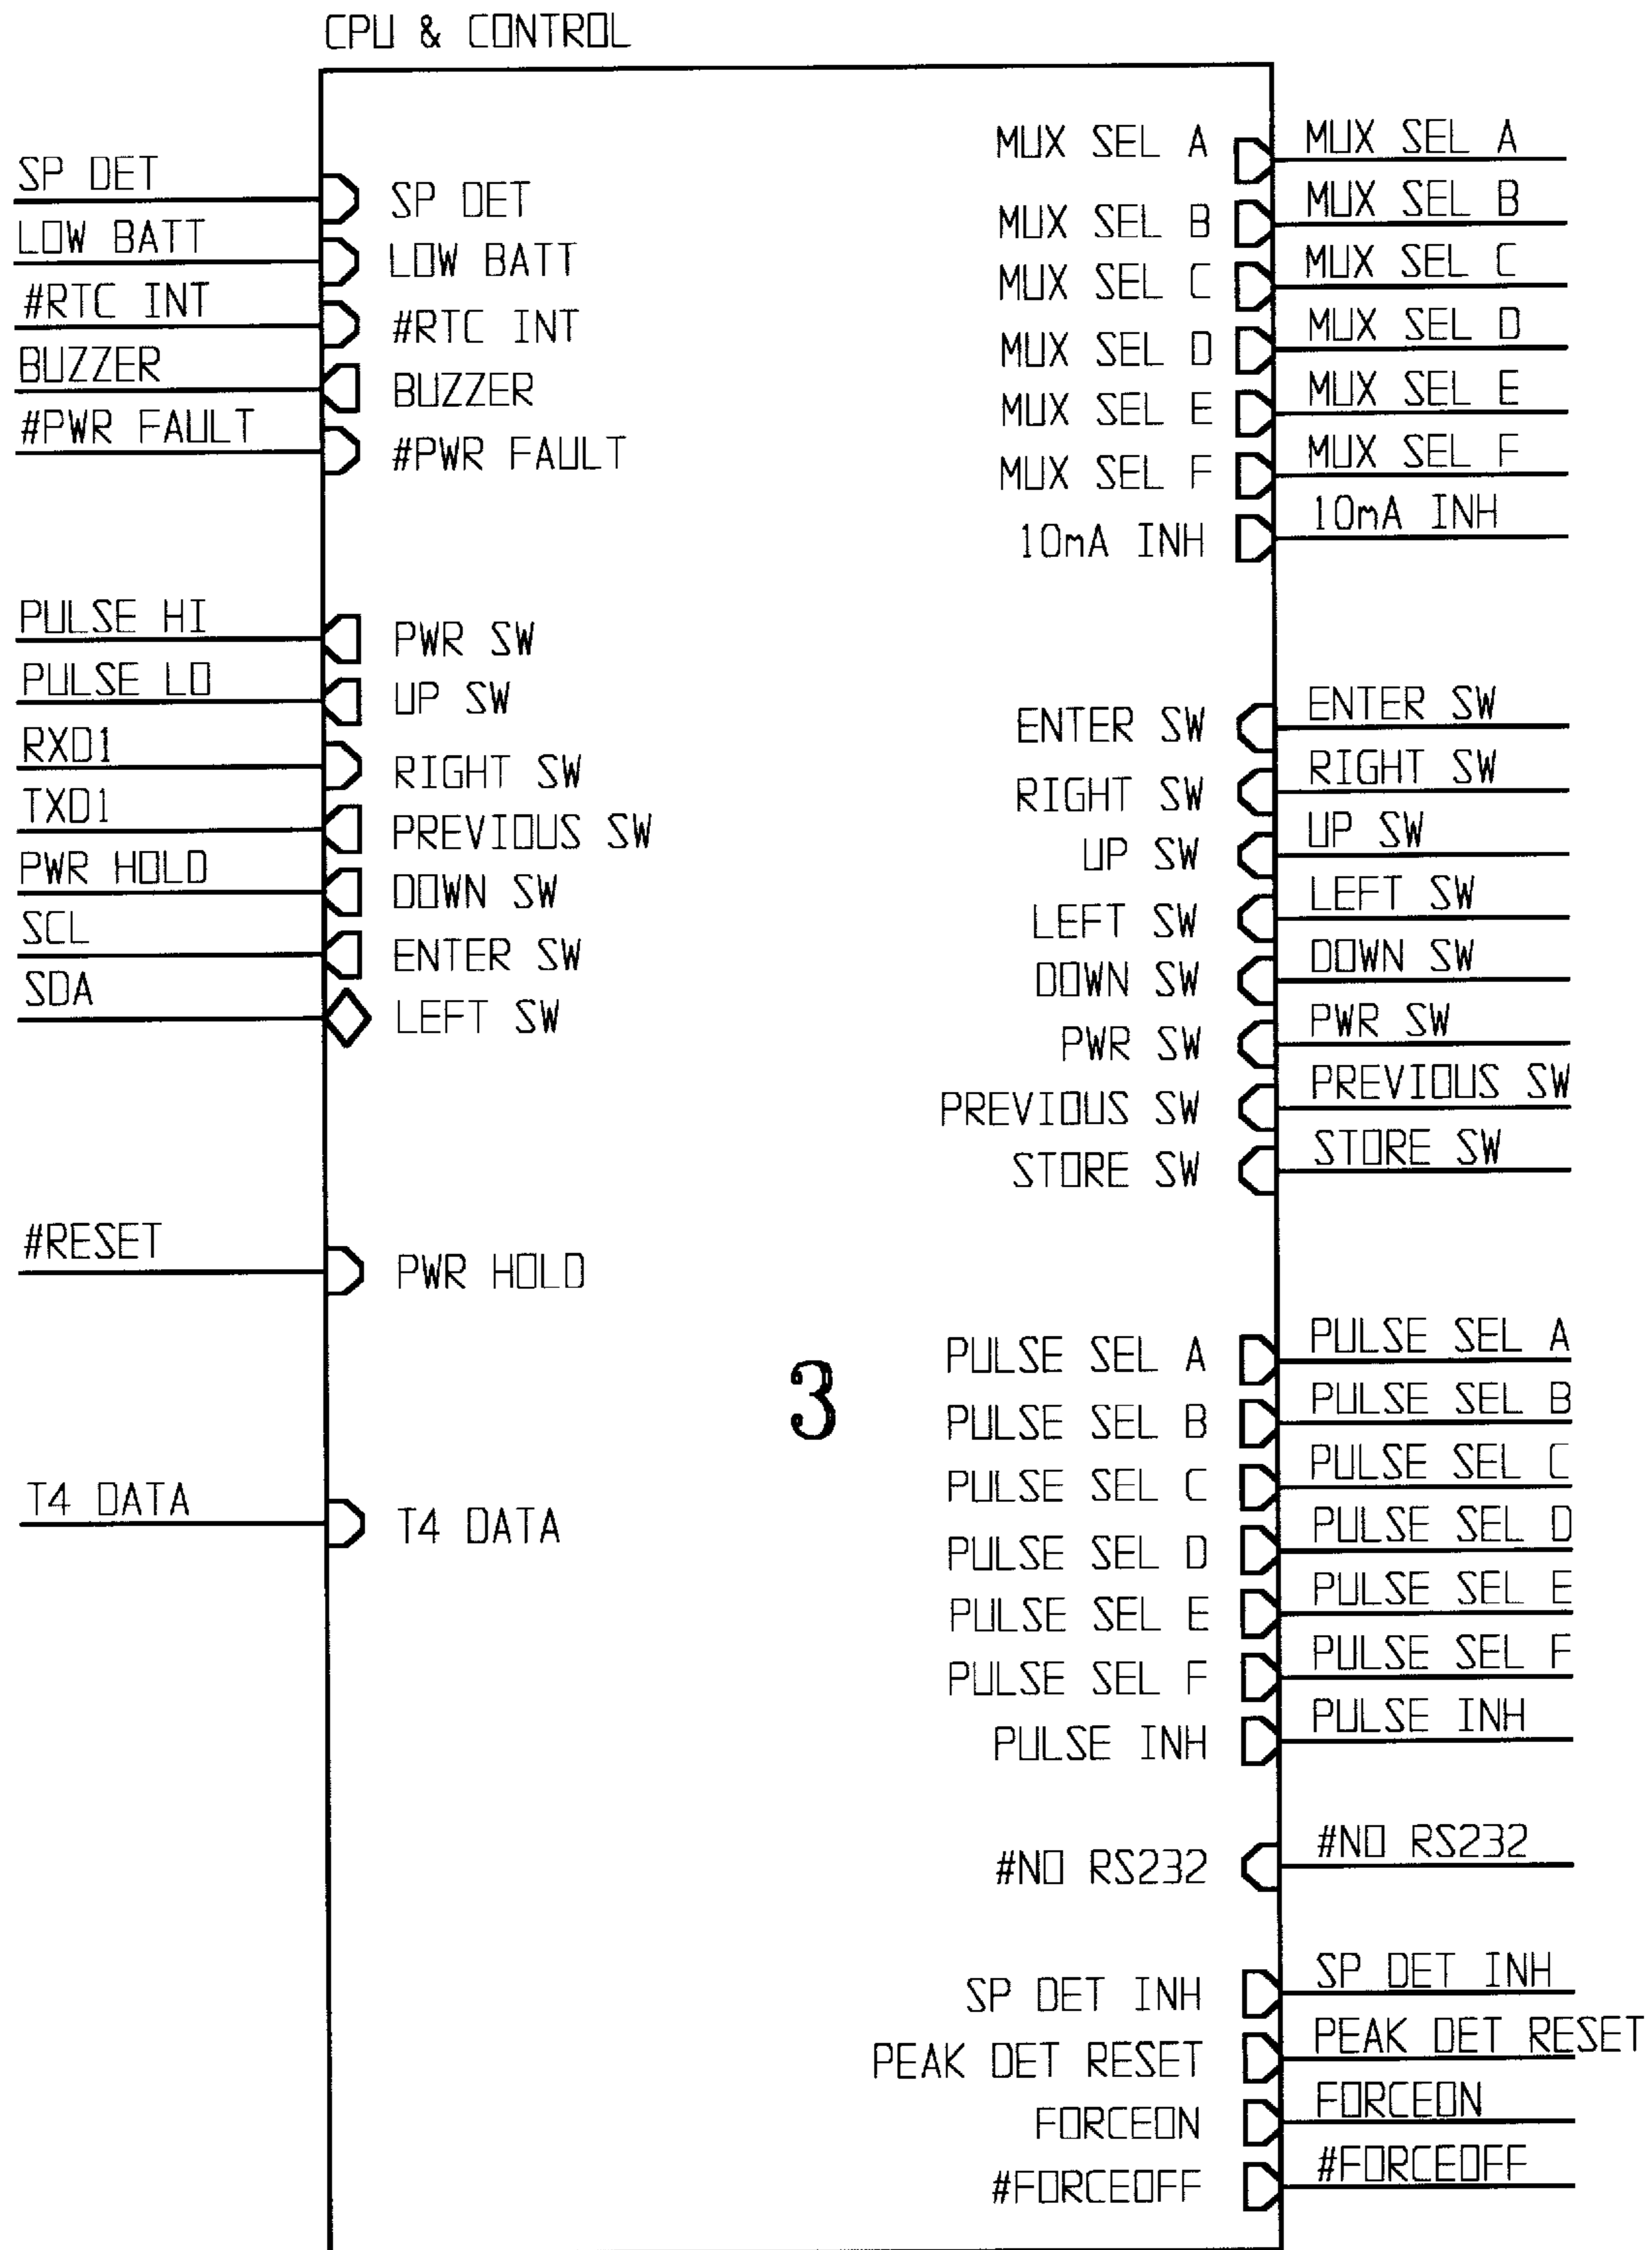 CPU & CONTROL
SP DET
LOW BATT
#RTC INT
BUZZER
#PWR FAULT
PULSE HI
PULSE LO
RXD1
TXD1
PWR HOLD
SCL
SDA
#RESET
T4 DATA
SP DET
LOW BATT
#RTC INT
BUZZER
#PWR FAULT
PWR SW
UP SW
RIGHT SW
PREVIOUS SW
DOWN SW
ENTER SW
LEFT SW
PWR HOLD
T4 DATA
3
MUX SEL A
MUX SEL B
MUX SEL C
MUX SEL D
MUX SEL E
MUX SEL F
10mA INH
ENTER SW
RIGHT SW
UP SW
LEFT SW
DOWN SW
PWR SW
PREVIOUS SW
STORE SW
PULSE SEL A
PULSE SEL B
PULSE SEL C
PULSE SEL D
PULSE SEL E
PULSE SEL F
PULSE INH
#NO RS232
SP DET INH
PEAK DET RESET
FORCEON
#FORCEOFF
MUX SEL A
MUX SEL B
MUX SEL C
MUX SEL D
MUX SEL E
MUX SEL F
10mA INH
ENTER SW
RIGHT SW
UP SW
LEFT SW
DOWN SW
PWR SW
PREVIOUS SW
STORE SW
PULSE SEL A
PULSE SEL B
PULSE SEL C
PULSE SEL D
PULSE SEL E
PULSE SEL F
PULSE INH
#NO RS232
SP DET INH
PEAK DET RESET
FORCEON
#FORCEOFF